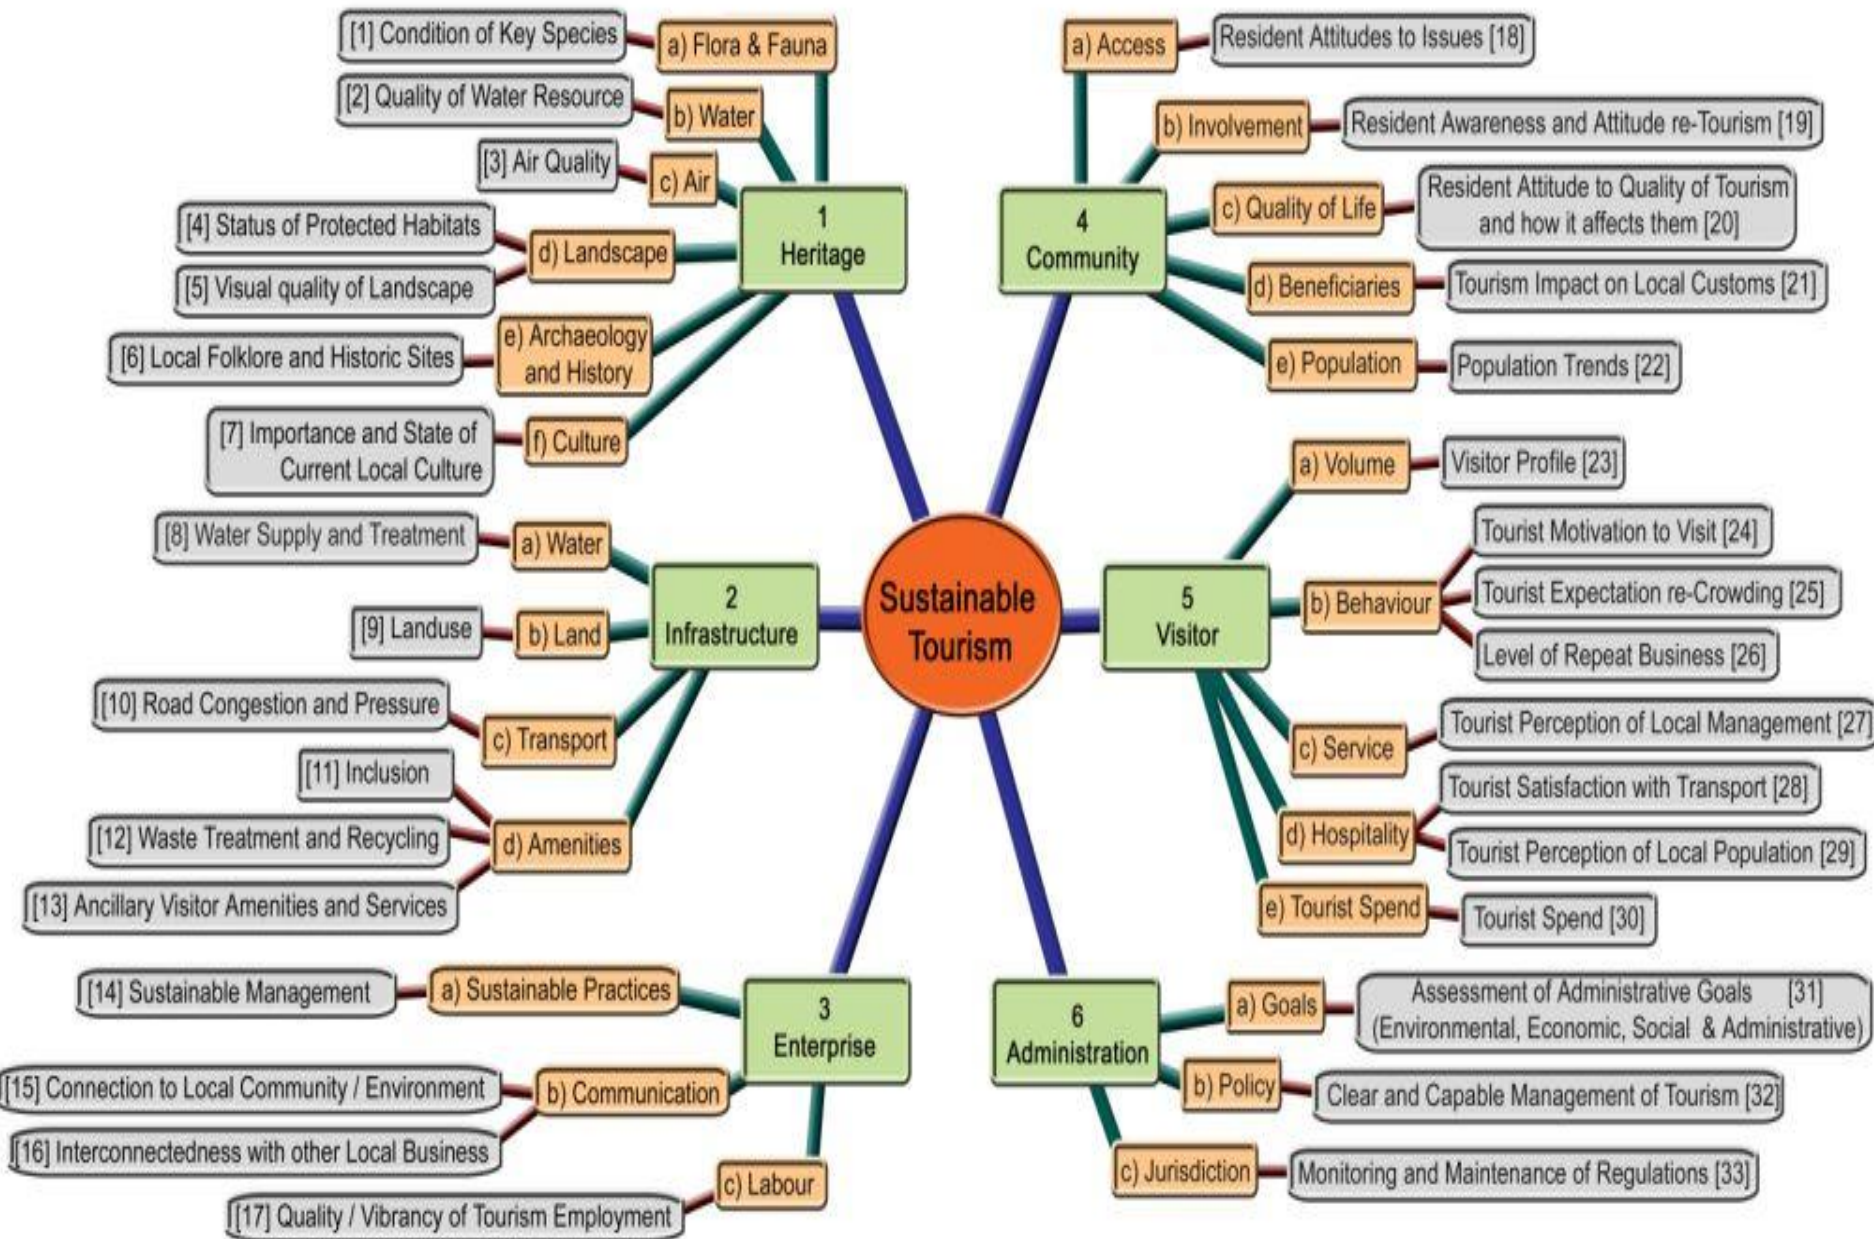 Sustainable
Tourism
1
Heritage
a) Flora & Fauna
[1] Condition of Key Species
b) Water
[2] Quality of Water Resource
c) Air
[3] Air Quality
d) Landscape
[4] Status of Protected Habitats
[5] Visual quality of Landscape
e) Archaeology
and History
[6] Local Folklore and Historic Sites
f) Culture
[7] Importance and State of
Current Local Culture
2
Infrastructure
a) Water
[8] Water Supply and Treatment
b) Land
[9] Landuse
c) Transport
[10] Road Congestion and Pressure
d) Amenities
[11] Inclusion
[12] Waste Treatment and Recycling
[13] Ancillary Visitor Amenities and Services
3
Enterprise
a) Sustainable Practices
[14] Sustainable Management
b) Communication
[15] Connection to Local Community / Environment
[16] Interconnectedness with other Local Business
c) Labour
[17] Quality / Vibrancy of Tourism Employment
4
Community
a) Access
Resident Attitudes to Issues [18]
b) Involvement
Resident Awareness and Attitude re-Tourism [19]
c) Quality of Life
Resident Attitude to Quality of Tourism
and how it affects them [20]
d) Beneficiaries
Tourism Impact on Local Customs [21]
e) Population
Population Trends [22]
5
Visitor
a) Volume
Visitor Profile [23]
b) Behaviour
Tourist Motivation to Visit [24]
Tourist Expectation re-Crowding [25]
Level of Repeat Business [26]
c) Service
Tourist Perception of Local Management [27]
d) Hospitality
Tourist Satisfaction with Transport [28]
Tourist Perception of Local Population [29]
e) Tourist Spend
Tourist Spend [30]
6
Administration
a) Goals
Assessment of Administrative Goals [31]
(Environmental, Economic, Social & Administrative)
b) Policy
Clear and Capable Management of Tourism [32]
c) Jurisdiction
Monitoring and Maintenance of Regulations [33]